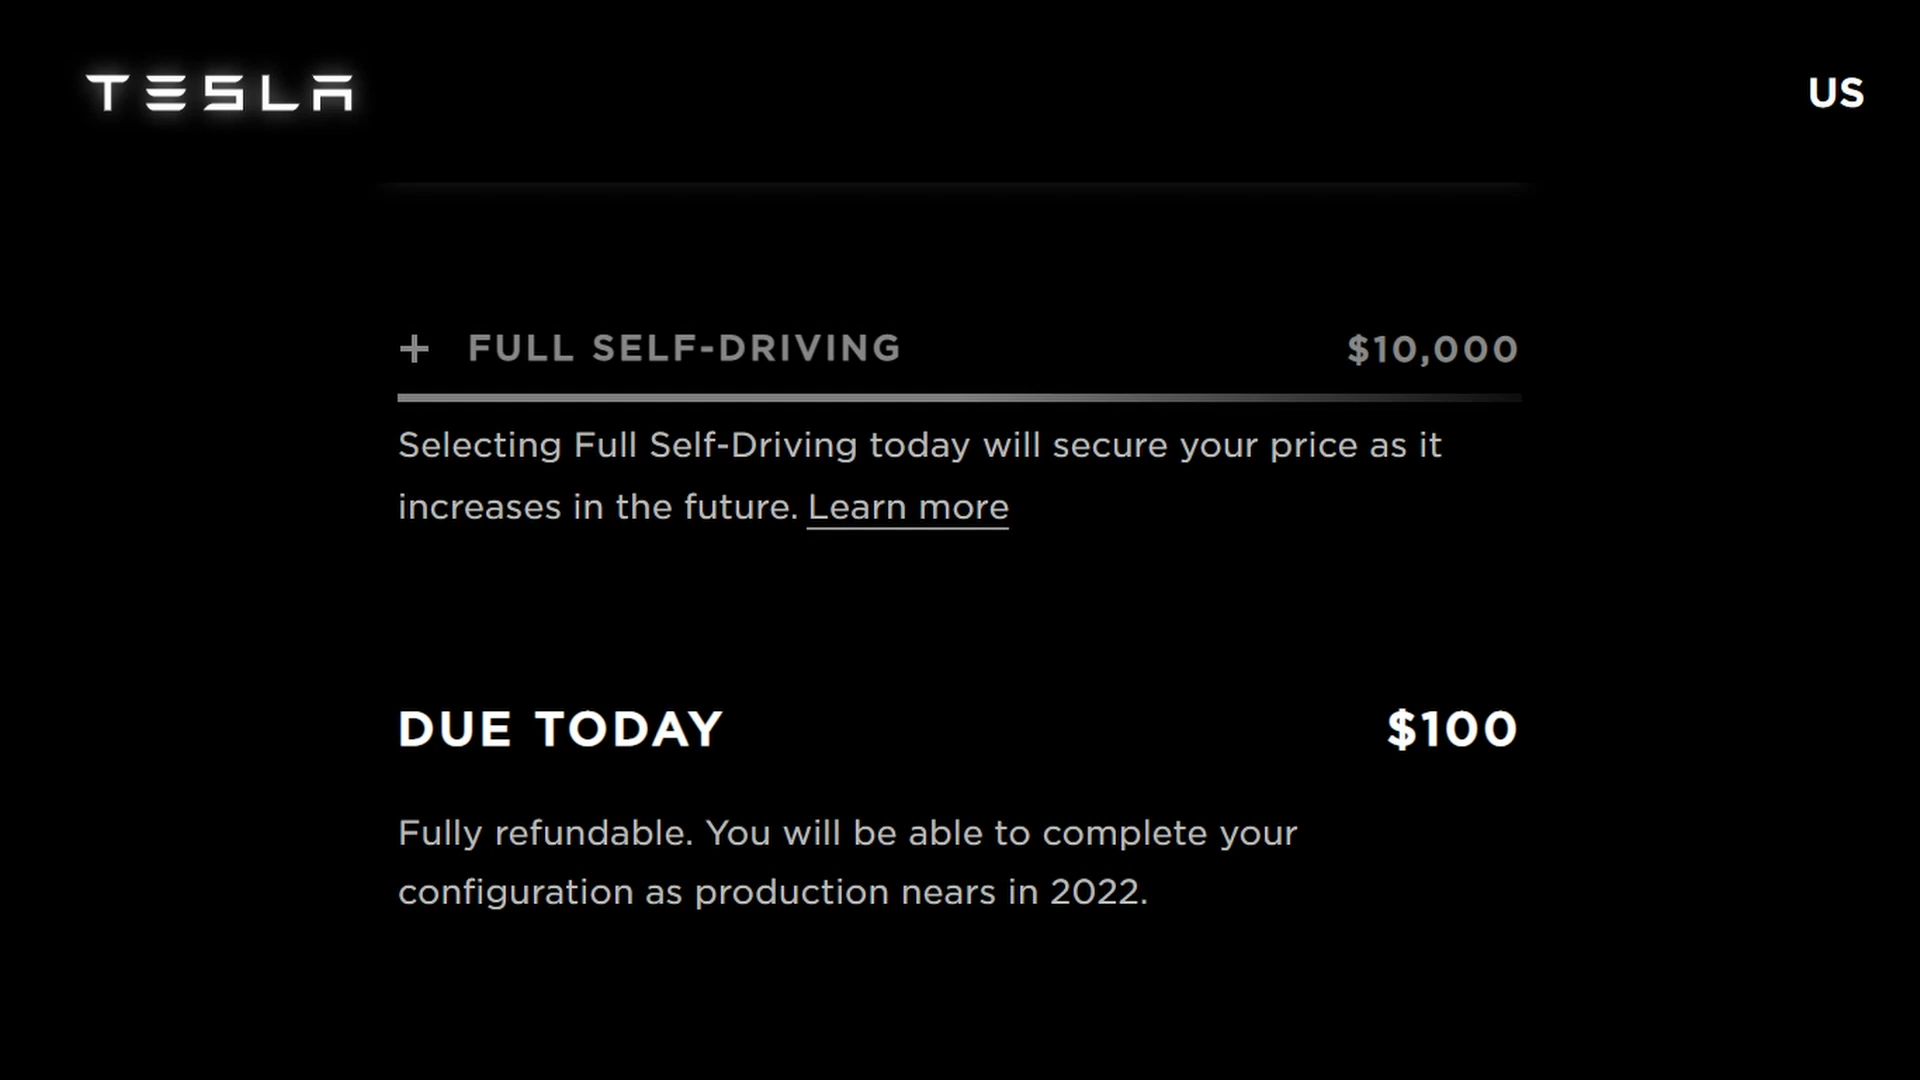 TESLA
US
+ FULL SELF-DRIVING $10,000
Selecting Full Self-Driving today will secure your price as it
increases in the future. Learn more
DUE TODAY $100
Fully refundable. You will be able to complete your
configuration as production nears in 2022.